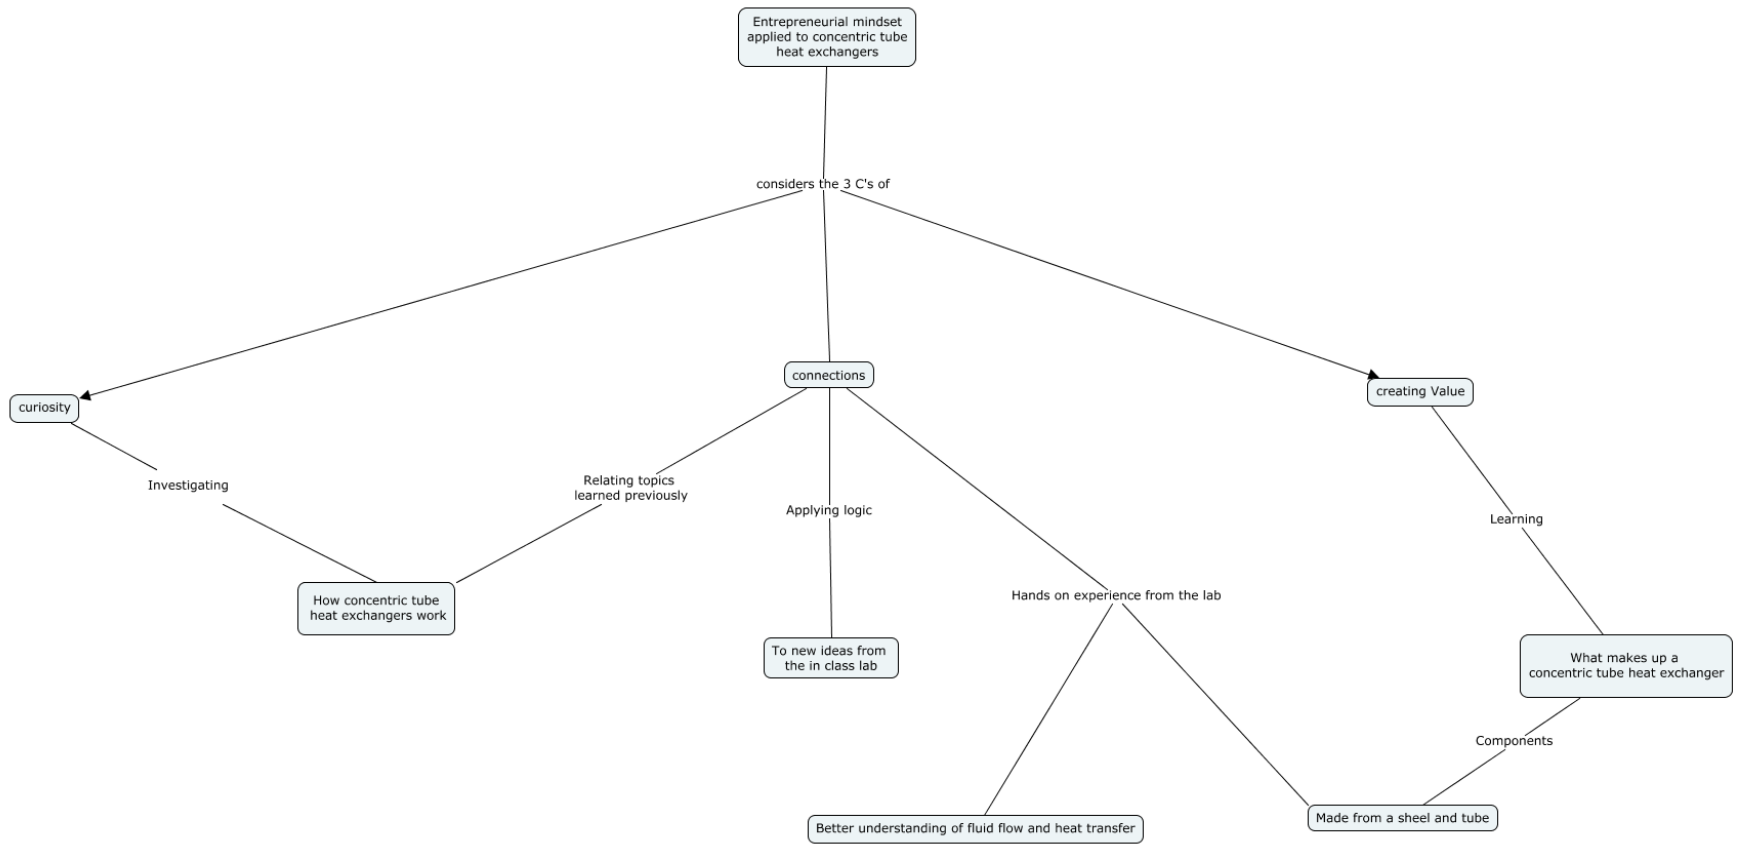 Entrepreneurial mindset
applied to concentric tube
heat exchangers
considers the 3 C's of
connections
creating Value
curiosity
Investigating
Relating topics
learned previously
Applying logic
Learning
Hands on experience from the lab
How concentric tube
heat exchangers work
To new ideas from
the in class lab
What makes up a
concentric tube heat exchanger
Components
Made from a sheel and tube
Better understanding of fluid flow and heat transfer